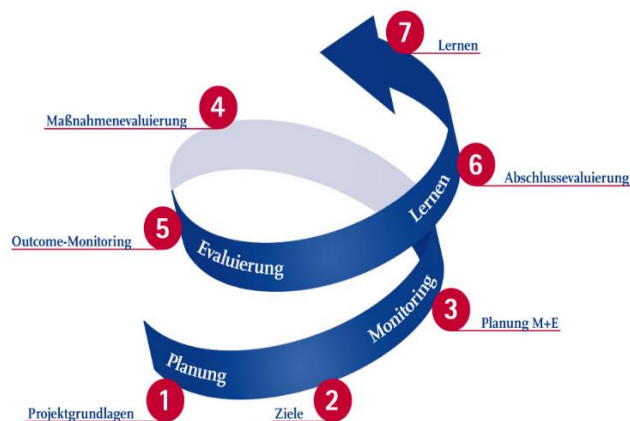 7
Lernen
4
Maßnahmenevaluierung
6
Abschlussevaluierung
Lernen
5
Outcome-Monitoring
Evaluierung
Monitoring
3
Planung M+E
Planung
1
Projektgrundlagen
2
Ziele